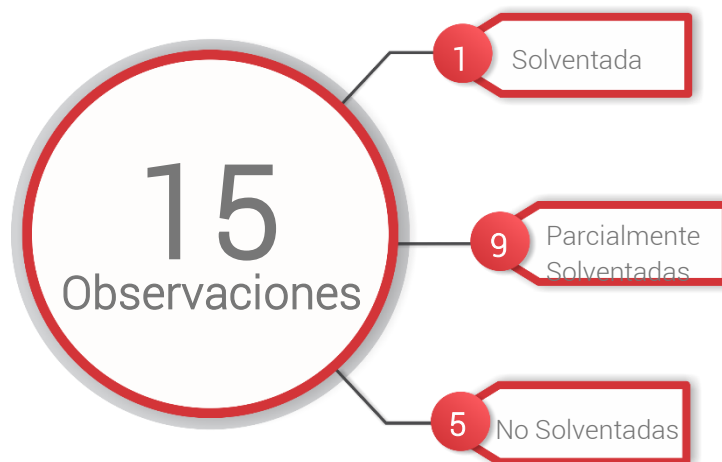 15
Observaciones
1
Solventada
9
Parcialmente
Solventadas
5
No Solventadas